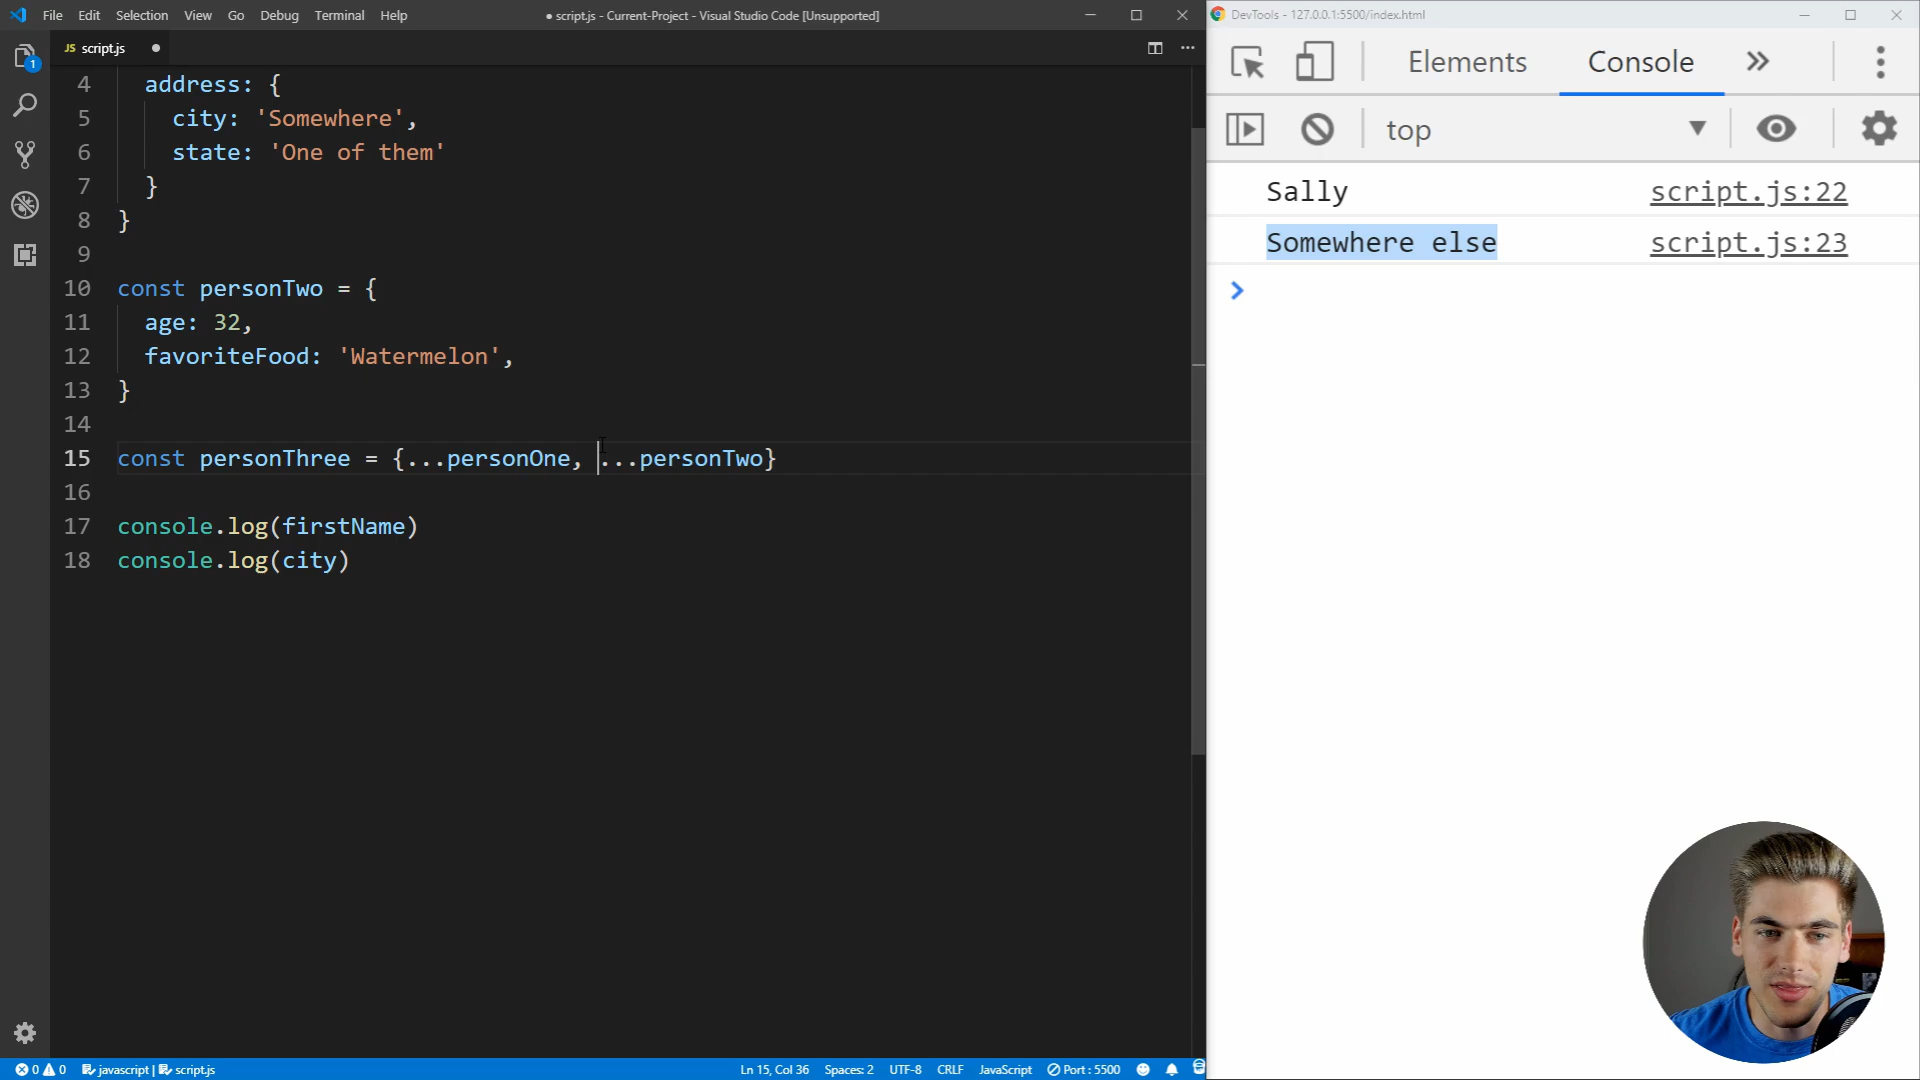 File Edit Selection View Go Debug Terminal Help
● script.js - Current-Project - Visual Studio Code [Unsupported]
JS script.js ●
1
4 address: {
5 city: 'Somewhere',
6 state: 'One of them'
7 }
8 }
9
10 const personTwo = {
11 age: 32,
12 favoriteFood: 'Watermelon',
13 }
14
15 const personThree = {...personOne, ...personTwo}
16
17 console.log(firstName)
18 console.log(city)
0 0 javascript | script.js
Ln 15, Col 36 Spaces: 2 UTF-8 CRLF JavaScript Port : 5500
DevTools - 127.0.0.1:5500/index.html
Elements Console »
top
Sally script.js:22
Somewhere else script.js:23